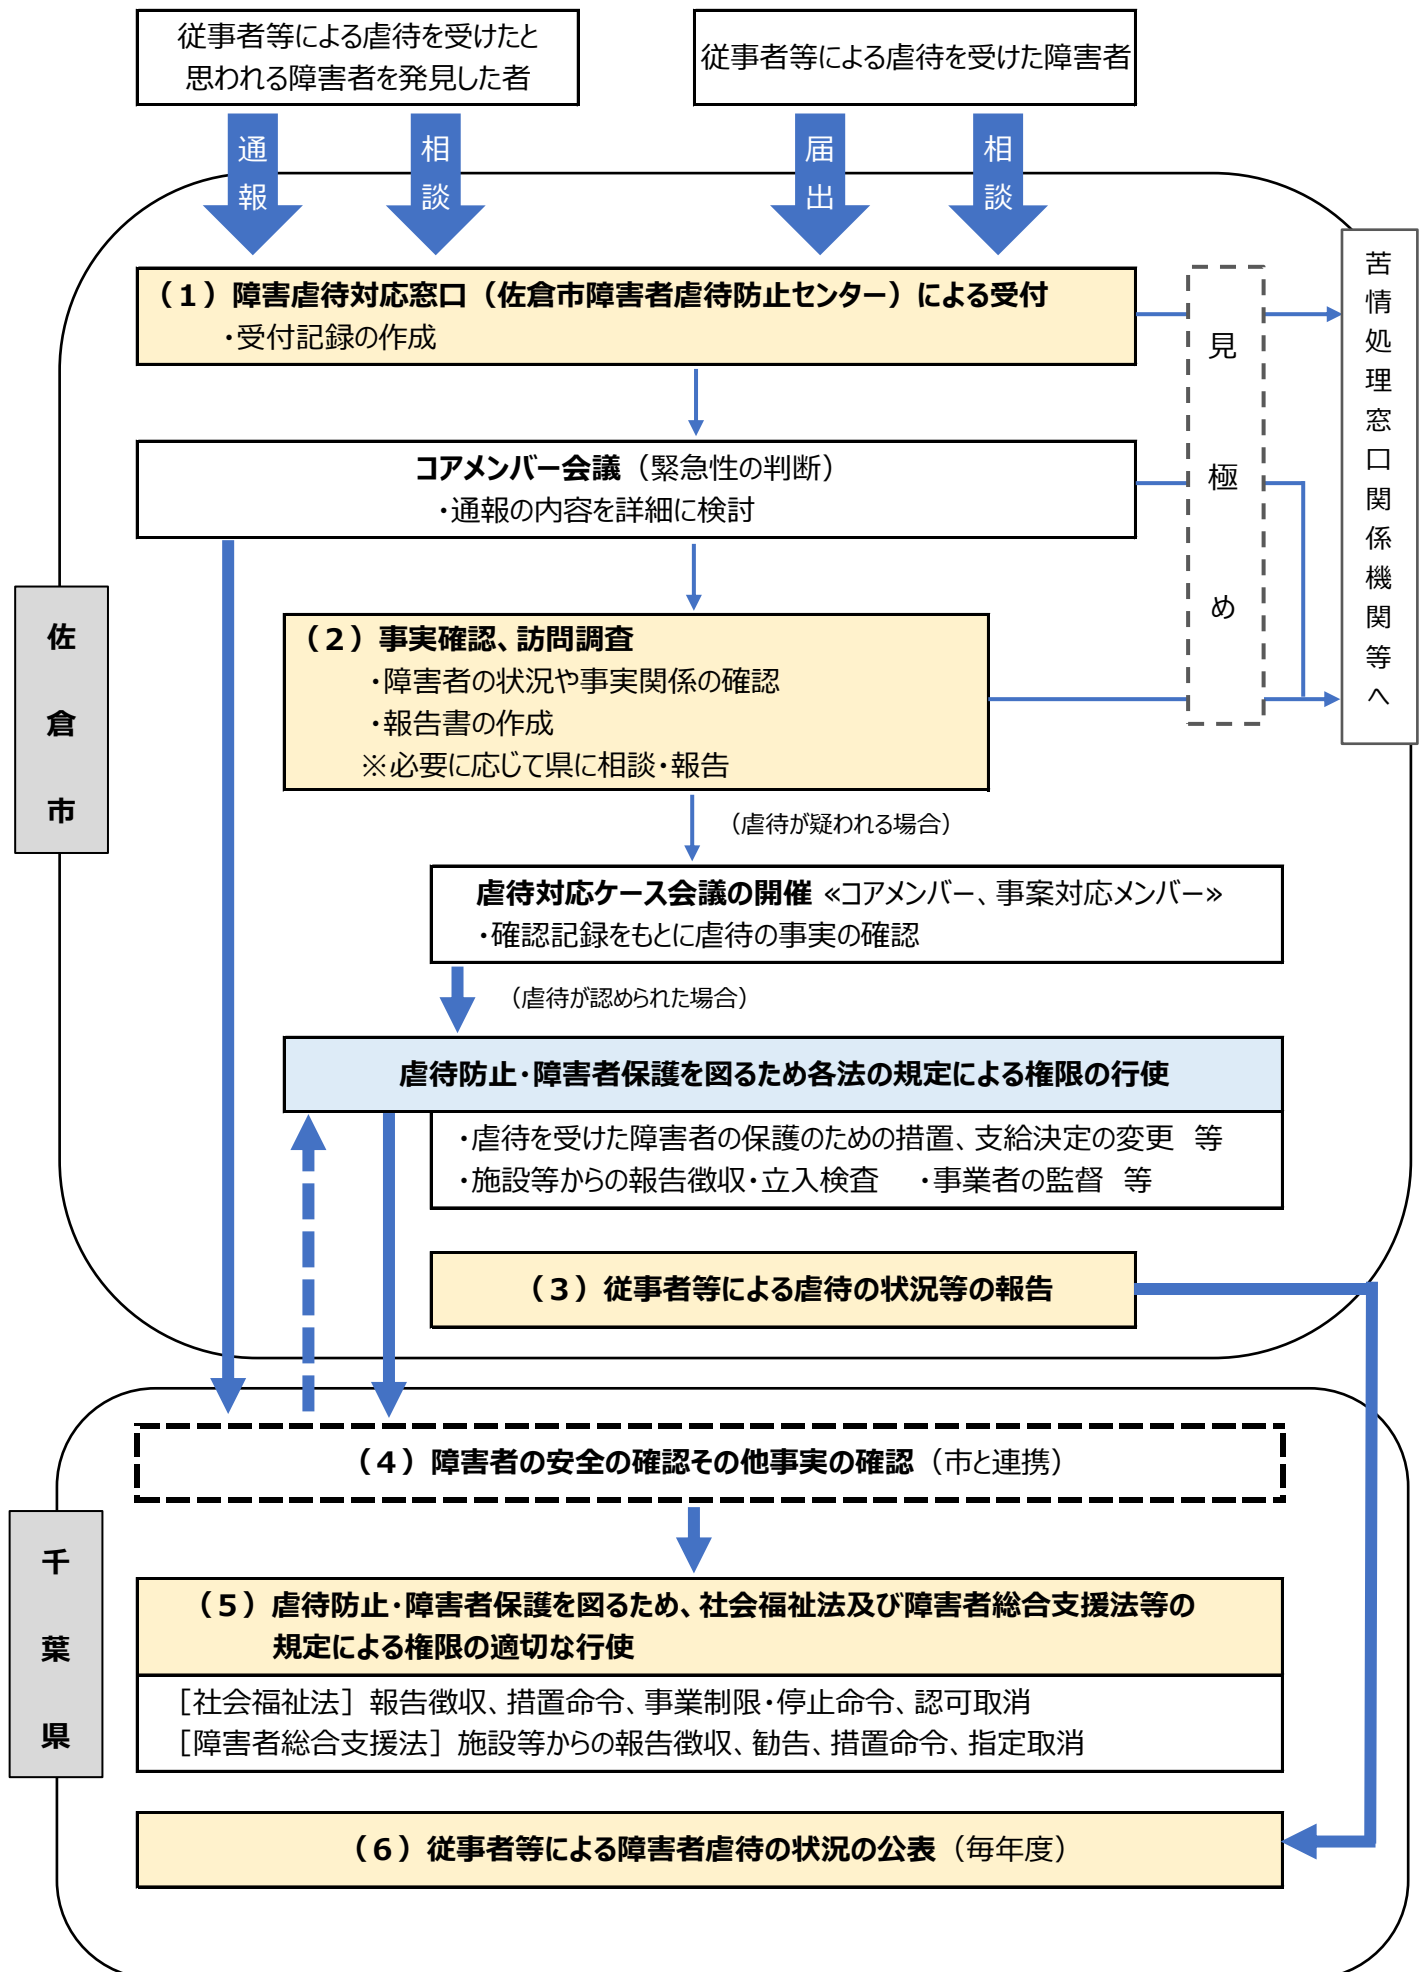 従事者等による虐待を受けたと
思われる障害者を発見した者
従事者等による虐待を受けた障害者
通報
相談
届出
相談
(1)障害虐待対応窓口(佐倉市障害者虐待防止センター)による受付
・受付記録の作成
見極め
苦情処理窓口関係機関等へ
コアメンバー会議(緊急性の判断)
・通報の内容を詳細に検討
佐倉市
(2)事実確認、訪問調査
・障害者の状況や事実関係の確認
・報告書の作成
※必要に応じて県に相談・報告
(虐待が疑われる場合)
虐待対応ケース会議の開催 «コアメンバー、事案対応メンバー»
・確認記録をもとに虐待の事実の確認
(虐待が認められた場合)
虐待防止・障害者保護を図るため各法の規定による権限の行使
・虐待を受けた障害者の保護のための措置、支給決定の変更 等
・施設等からの報告徴収・立入検査 ・事業者の監督 等
(3)従事者等による虐待の状況等の報告
(4)障害者の安全の確認その他事実の確認(市と連携)
千葉県
(5)虐待防止・障害者保護を図るため、社会福祉法及び障害者総合支援法等の
規定による権限の適切な行使
[社会福祉法]報告徴収、措置命令、事業制限・停止命令、認可取消
[障害者総合支援法]施設等からの報告徴収、勧告、措置命令、指定取消
(6)従事者等による障害者虐待の状況の公表(毎年度)